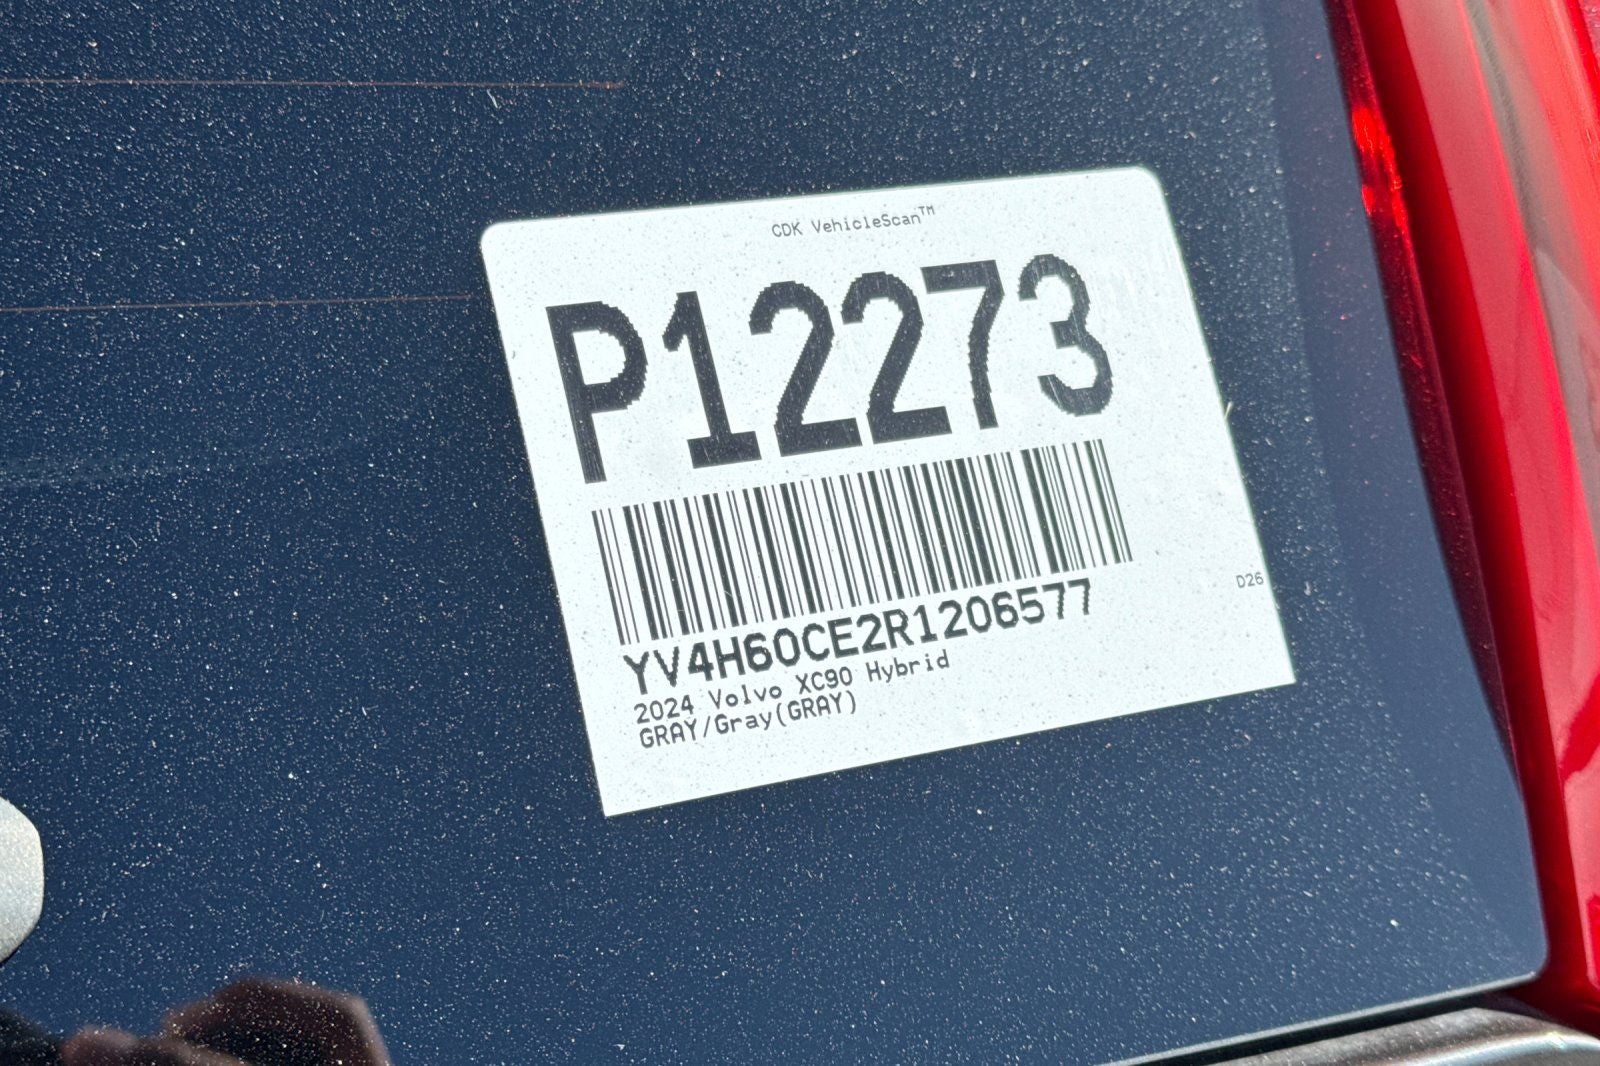 CDK VehicleScan™
P12273
YV4H60CE2R1206577
2024 Volvo XC90 Hybrid
GRAY/Gray(GRAY)
D26